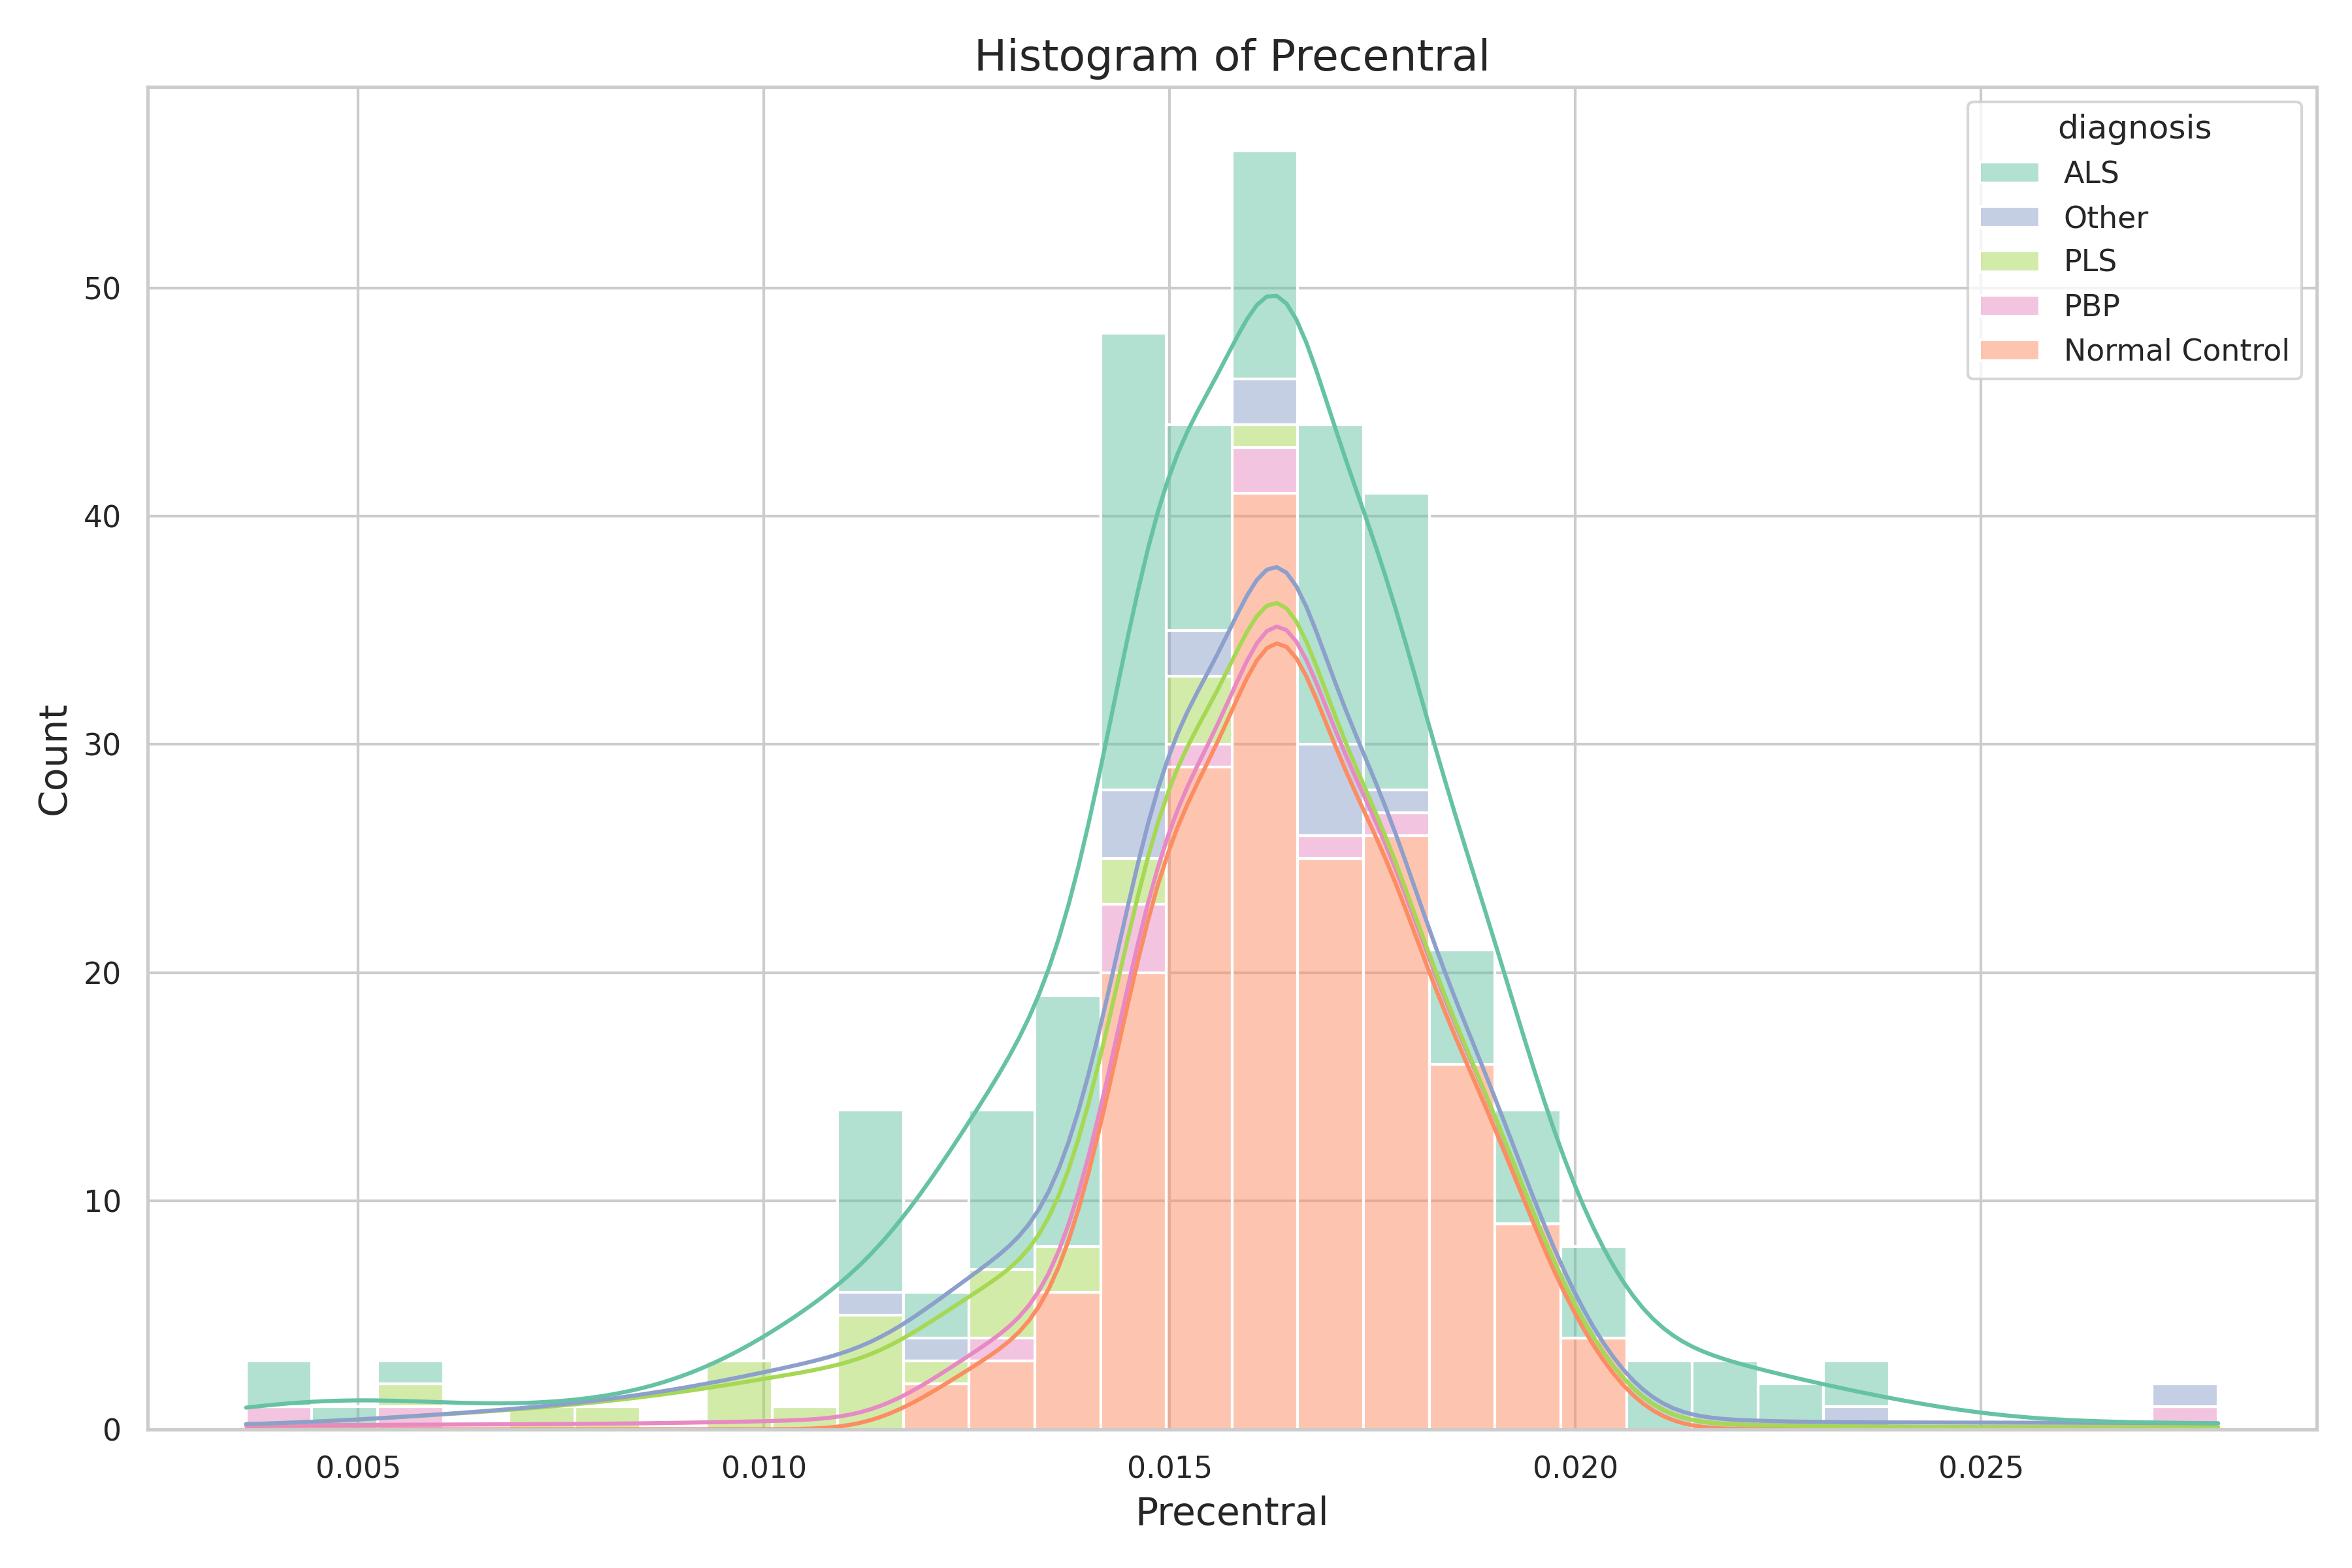 Histogram of Precentral
diagnosis
ALS
Other
PLS
PBP
Normal Control
Count
50
40
30
20
10
0
0.005 0.010 0.015 0.020 0.025
Precentral